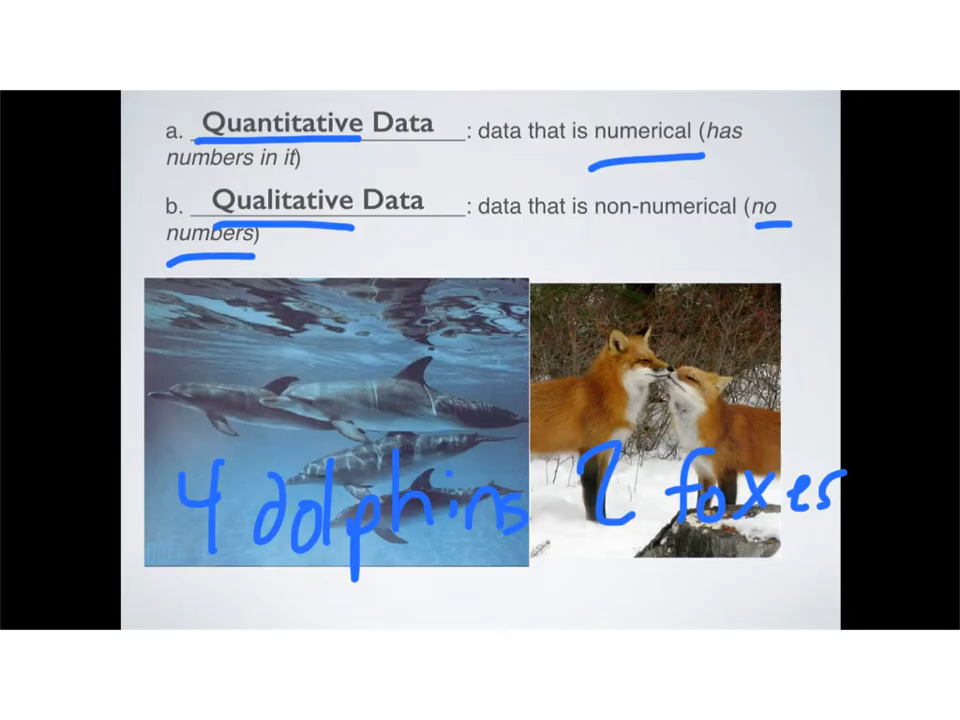 a. Quantitative Data: data that is numerical (has
numbers in it)
b. Qualitative Data: data that is non-numerical (no
numbers)
4 dolphins 2 foxes